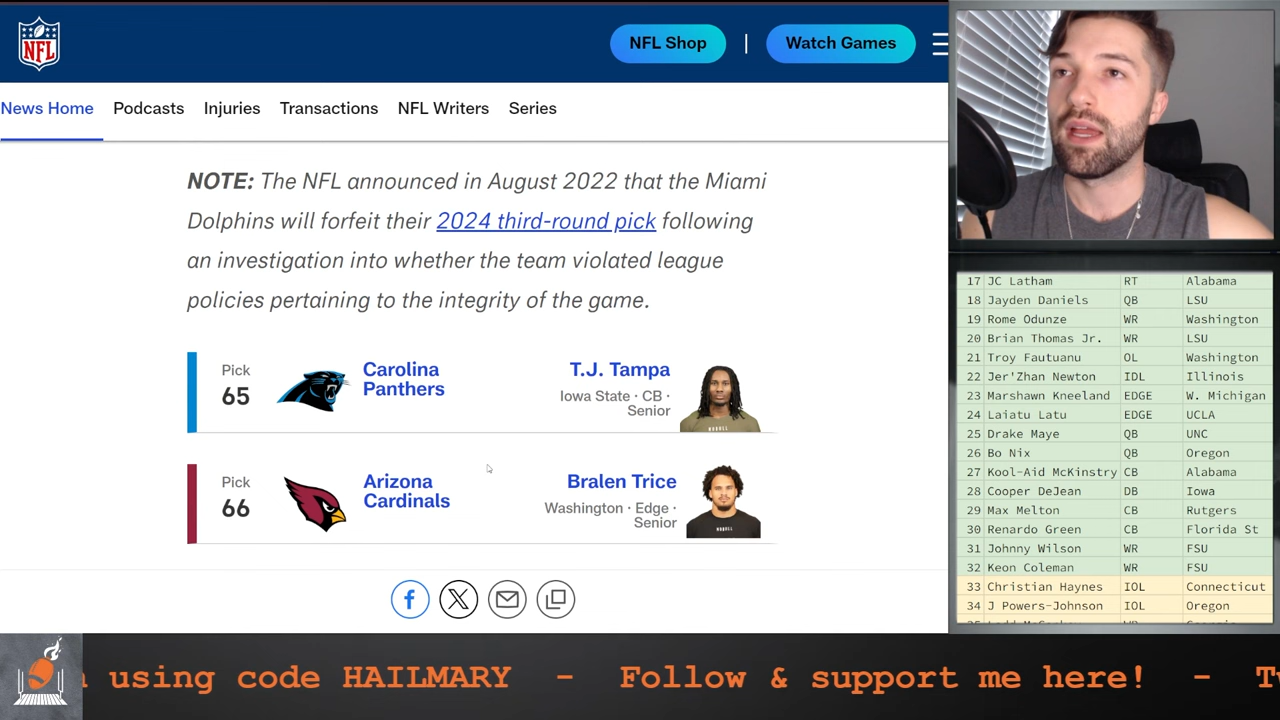 NFL
NFL Shop | Watch Games
News Home Podcasts Injuries Transactions NFL Writers Series
NOTE: The NFL announced in August 2022 that the Miami
Dolphins will forfeit their 2024 third-round pick following
an investigation into whether the team violated league
policies pertaining to the integrity of the game.
Pick
65
Carolina
Panthers
T.J. Tampa
Iowa State · CB ·
Senior
Pick
66
Arizona
Cardinals
Bralen Trice
Washington · Edge ·
Senior
17 JC Latham RT Alabama
18 Jayden Daniels QB LSU
19 Rome Odunze WR Washington
20 Brian Thomas Jr. WR LSU
21 Troy Fautuanu OL Washington
22 Jer'Zhan Newton IDL Illinois
23 Marshawn Kneeland EDGE W. Michigan
24 Laiatu Latu EDGE UCLA
25 Drake Maye QB UNC
26 Bo Nix QB Oregon
27 Kool-Aid McKinstry CB Alabama
28 Cooper DeJean DB Iowa
29 Max Melton CB Rutgers
30 Renardo Green CB Florida St
31 Johnny Wilson WR FSU
32 Keon Coleman WR FSU
33 Christian Haynes IOL Connecticut
34 J Powers-Johnson IOL Oregon
using code HAILMARY - Follow & support me here! - Tw